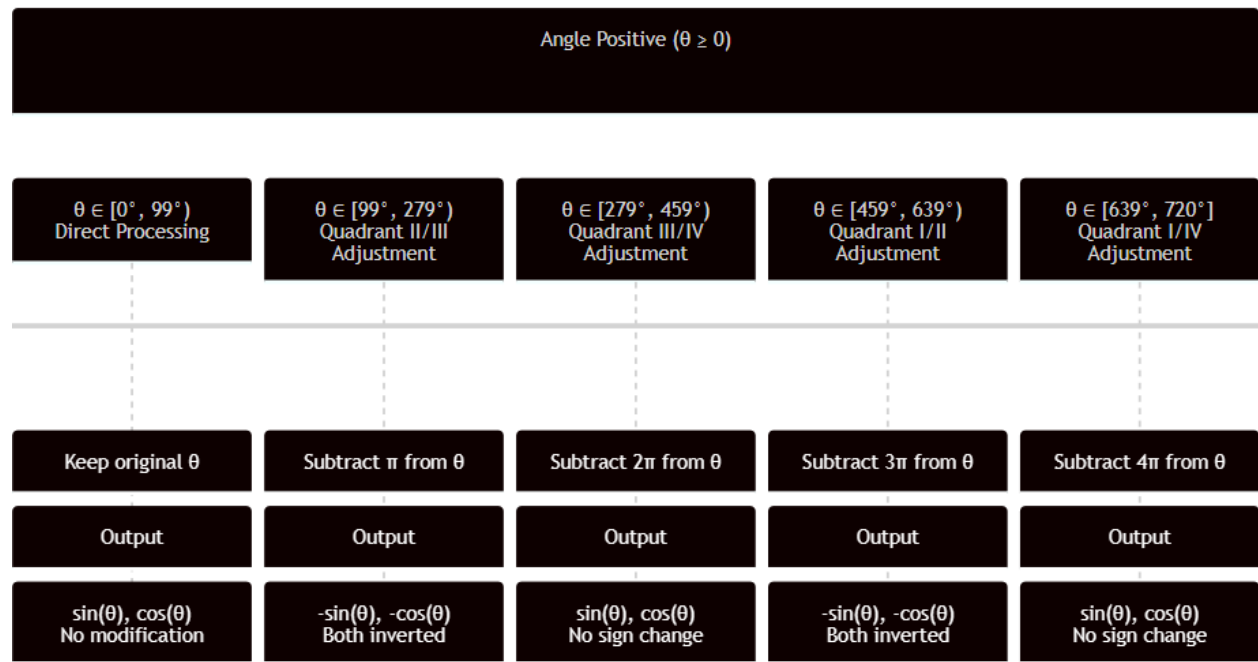 Angle Positive (θ ≥ 0)
θ ∈ [0°, 99°)
Direct Processing
θ ∈ [99°, 279°)
Quadrant II/III
Adjustment
θ ∈ [279°, 459°)
Quadrant III/IV
Adjustment
θ ∈ [459°, 639°)
Quadrant I/II
Adjustment
θ ∈ [639°, 720°]
Quadrant I/IV
Adjustment
Keep original θ
Subtract π from θ
Subtract 2π from θ
Subtract 3π from θ
Subtract 4π from θ
Output
Output
Output
Output
Output
sin(θ), cos(θ)
No modification
-sin(θ), -cos(θ)
Both inverted
sin(θ), cos(θ)
No sign change
-sin(θ), -cos(θ)
Both inverted
sin(θ), cos(θ)
No sign change